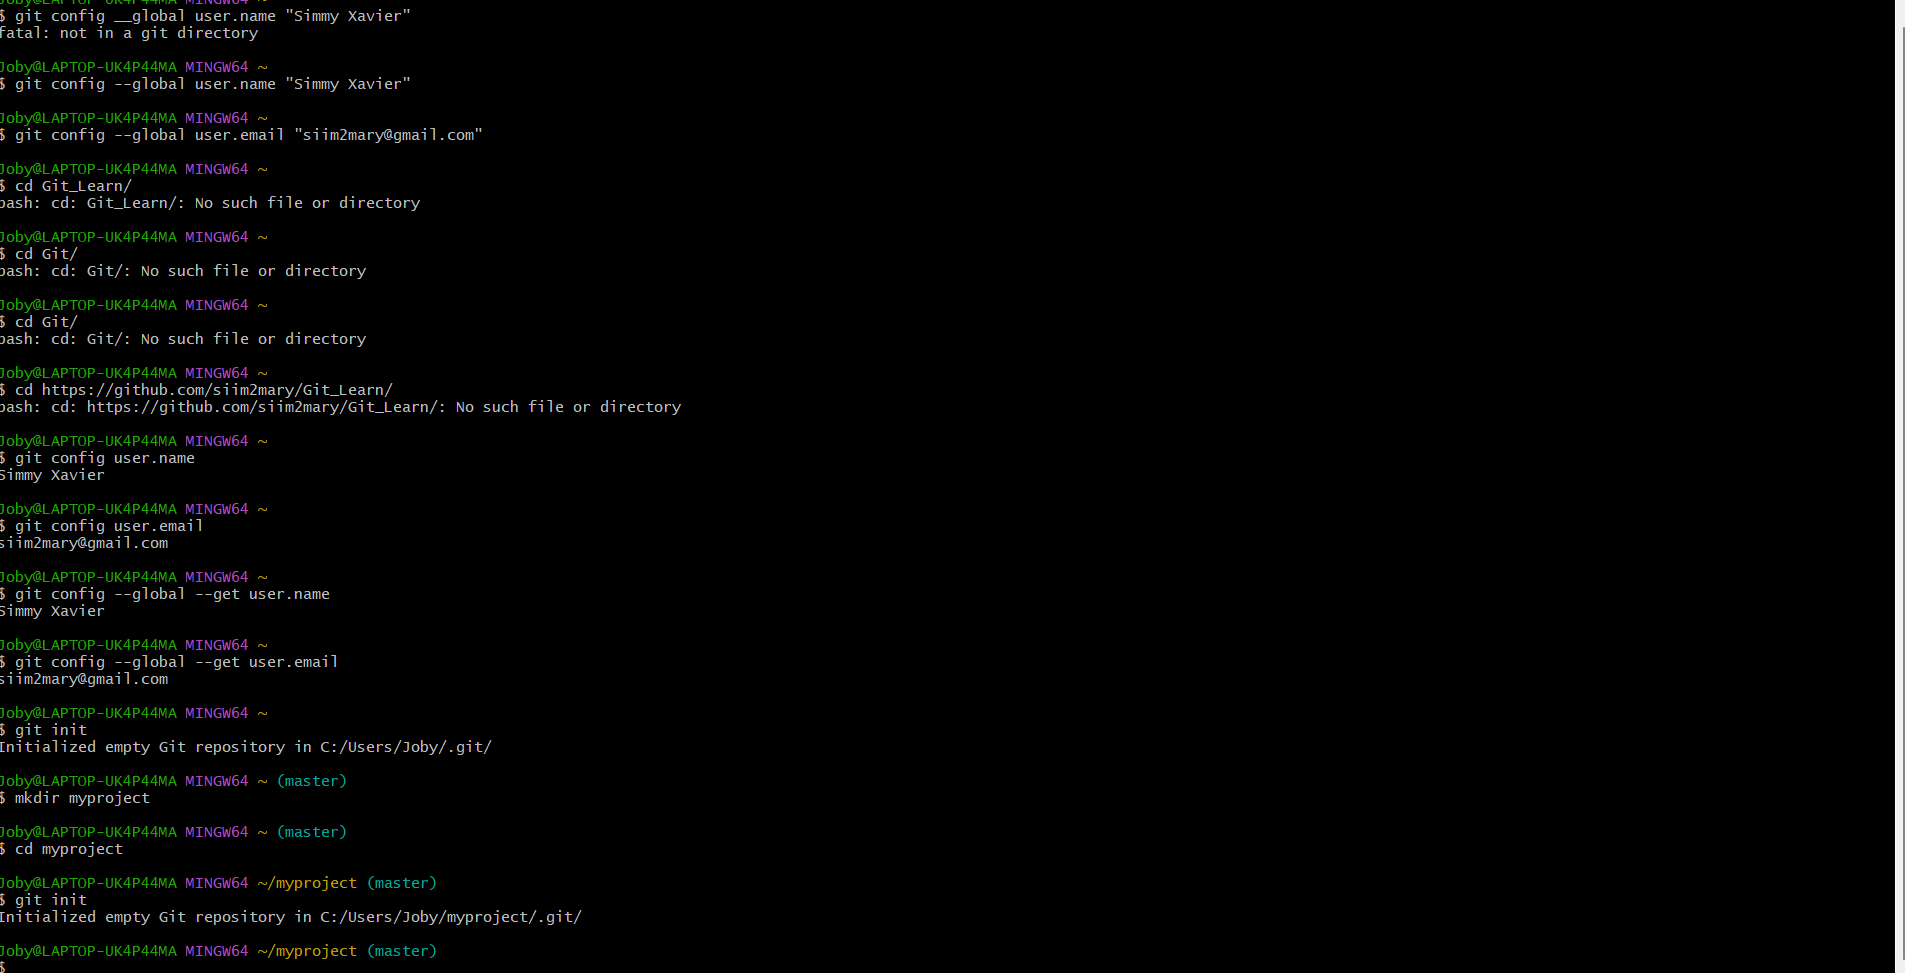 Joby@LAPTOP-UK4P44MA MINGW64 ~
$ git config __global user.name "Simmy Xavier"
fatal: not in a git directory
Joby@LAPTOP-UK4P44MA MINGW64 ~
$ git config --global user.name "Simmy Xavier"
Joby@LAPTOP-UK4P44MA MINGW64 ~
$ git config --global user.email "siim2mary@gmail.com"
Joby@LAPTOP-UK4P44MA MINGW64 ~
$ cd Git_Learn/
bash: cd: Git_Learn/: No such file or directory
Joby@LAPTOP-UK4P44MA MINGW64 ~
$ cd Git/
bash: cd: Git/: No such file or directory
Joby@LAPTOP-UK4P44MA MINGW64 ~
$ cd Git/
bash: cd: Git/: No such file or directory
Joby@LAPTOP-UK4P44MA MINGW64 ~
$ cd https://github.com/siim2mary/Git_Learn/
bash: cd: https://github.com/siim2mary/Git_Learn/: No such file or directory
Joby@LAPTOP-UK4P44MA MINGW64 ~
$ git config user.name
Simmy Xavier
Joby@LAPTOP-UK4P44MA MINGW64 ~
$ git config user.email
siim2mary@gmail.com
Joby@LAPTOP-UK4P44MA MINGW64 ~
$ git config --global --get user.name
Simmy Xavier
Joby@LAPTOP-UK4P44MA MINGW64 ~
$ git config --global --get user.email
siim2mary@gmail.com
Joby@LAPTOP-UK4P44MA MINGW64 ~
$ git init
Initialized empty Git repository in C:/Users/Joby/.git/
Joby@LAPTOP-UK4P44MA MINGW64 ~ (master)
$ mkdir myproject
Joby@LAPTOP-UK4P44MA MINGW64 ~ (master)
$ cd myproject
Joby@LAPTOP-UK4P44MA MINGW64 ~/myproject (master)
$ git init
Initialized empty Git repository in C:/Users/Joby/myproject/.git/
Joby@LAPTOP-UK4P44MA MINGW64 ~/myproject (master)
$